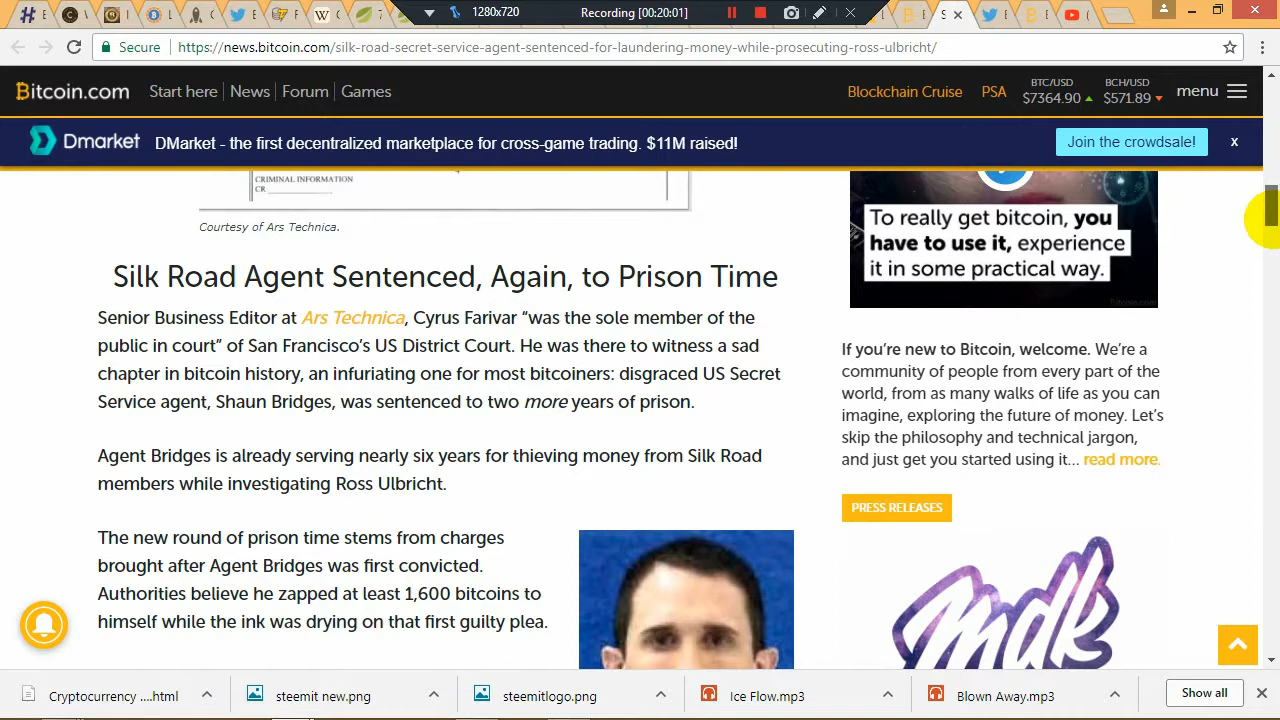 1280x720
Recording [00:20:01]
Secure
https://news.bitcoin.com/silk-road-secret-service-agent-sentenced-for-laundering-money-while-prosecuting-ross-ulbricht/
Bitcoin.com
Start here | News | Forum | Games
Blockchain Cruise
PSA
BTC/USD
$7364.90
BCH/USD
$571.89
menu
Dmarket
DMarket - the first decentralized marketplace for cross-game trading. $11M raised!
Join the crowdsale!
x
CRIMINAL INFORMATION
CR
Courtesy of Ars Technica.
Silk Road Agent Sentenced, Again, to Prison Time
Senior Business Editor at Ars Technica, Cyrus Farivar “was the sole member of the
public in court” of San Francisco’s US District Court. He was there to witness a sad
chapter in bitcoin history, an infuriating one for most bitcoiners: disgraced US Secret
Service agent, Shaun Bridges, was sentenced to two more years of prison.
Agent Bridges is already serving nearly six years for thieving money from Silk Road
members while investigating Ross Ulbricht.
The new round of prison time stems from charges
brought after Agent Bridges was first convicted.
Authorities believe he zapped at least 1,600 bitcoins to
himself while the ink was drying on that first guilty plea.
To really get bitcoin, you
have to use it, experience
it in some practical way.
Bitcoin.com
If you’re new to Bitcoin, welcome. We’re a
community of people from every part of the
world, from as many walks of life as you can
imagine, exploring the future of money. Let’s
skip the philosophy and technical jargon,
and just get you started using it… read more.
PRESS RELEASES
mdk
Cryptocurrency ....html
steemit new.png
steemitlogo.png
Ice Flow.mp3
Blown Away.mp3
Show all